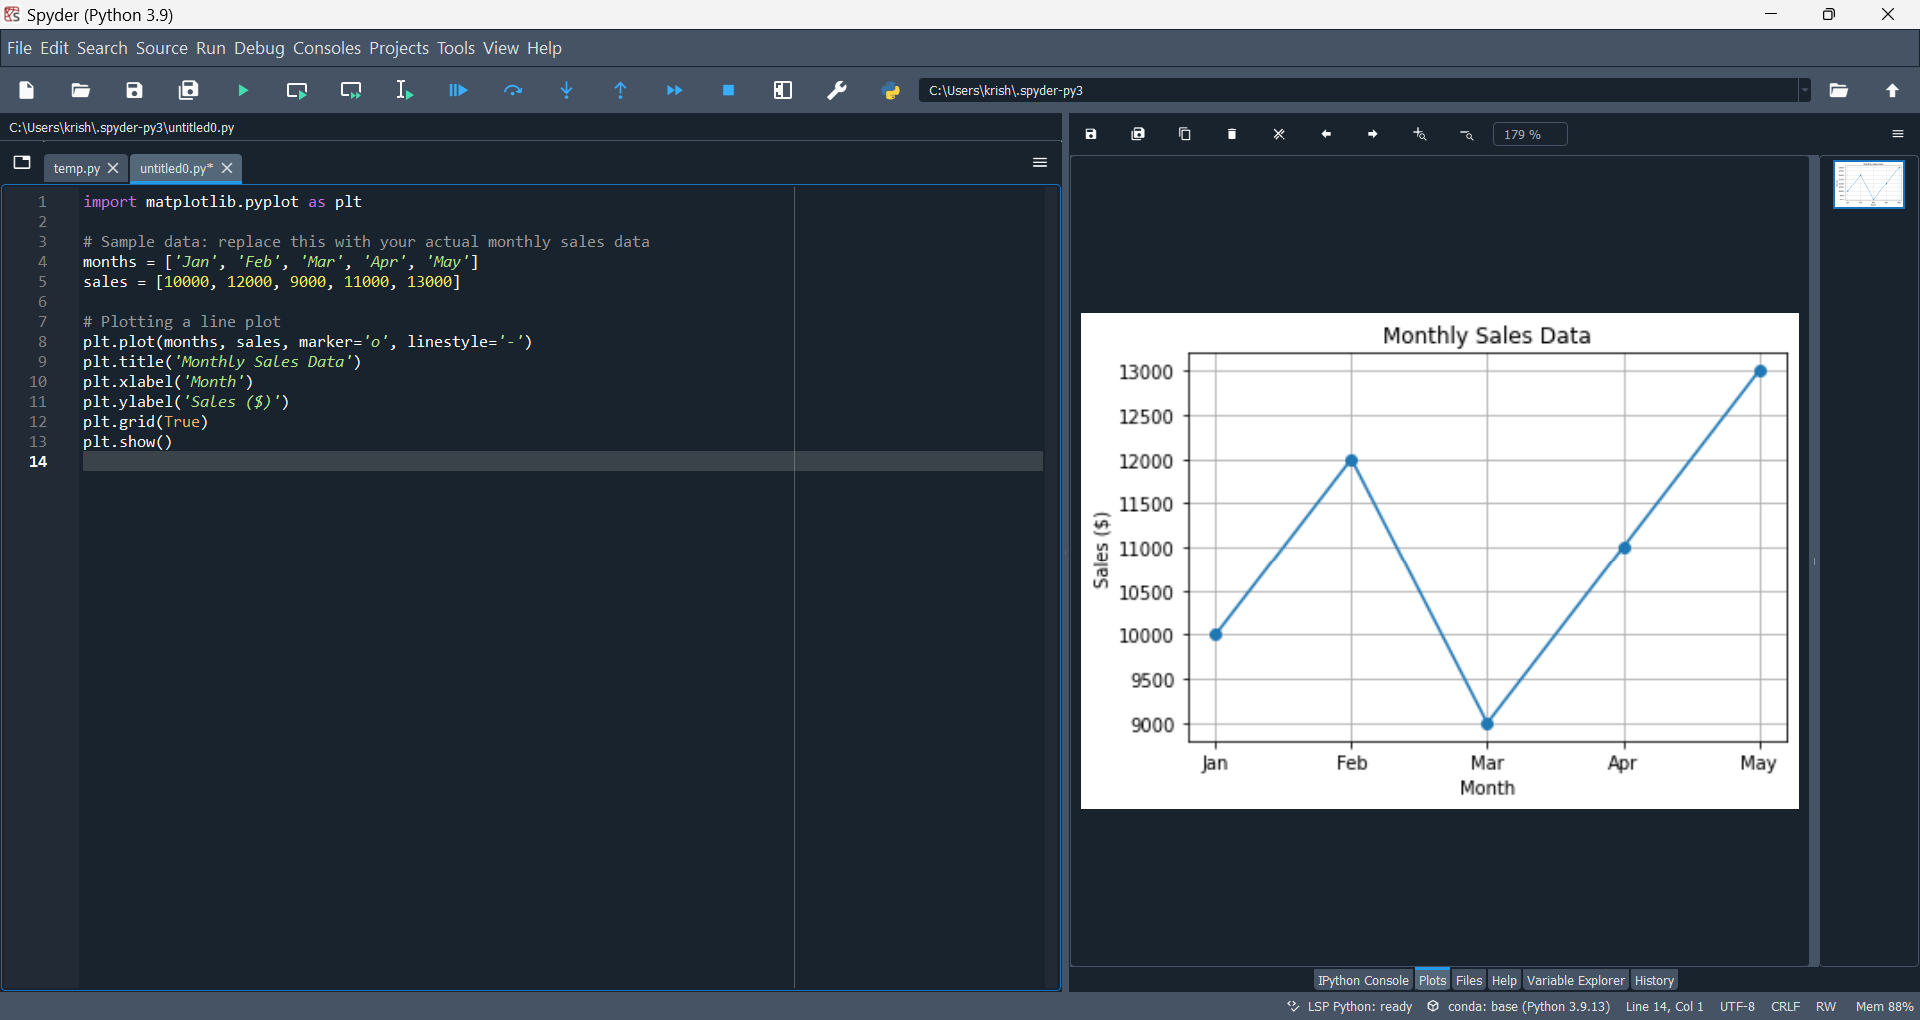 Spyder (Python 3.9)
File Edit Search Source Run Debug Consoles Projects Tools View Help
C:\Users\krish\.spyder-py3
C:\Users\krish\.spyder-py3\untitled0.py
temp.py
untitled0.py*
1 import matplotlib.pyplot as plt
2
3 # Sample data: replace this with your actual monthly sales data
4 months = ['Jan', 'Feb', 'Mar', 'Apr', 'May']
5 sales = [10000, 12000, 9000, 11000, 13000]
6
7 # Plotting a line plot
8 plt.plot(months, sales, marker='o', linestyle='-')
9 plt.title('Monthly Sales Data')
10 plt.xlabel('Month')
11 plt.ylabel('Sales ($)')
12 plt.grid(True)
13 plt.show()
14
179 %
Monthly Sales Data
13000
12500
12000
11500
11000
10500
10000
9500
9000
Sales ($)
Jan Feb Mar Apr May
Month
IPython Console Plots Files Help Variable Explorer History
LSP Python: ready conda: base (Python 3.9.13) Line 14, Col 1 UTF-8 CRLF RW Mem 88%